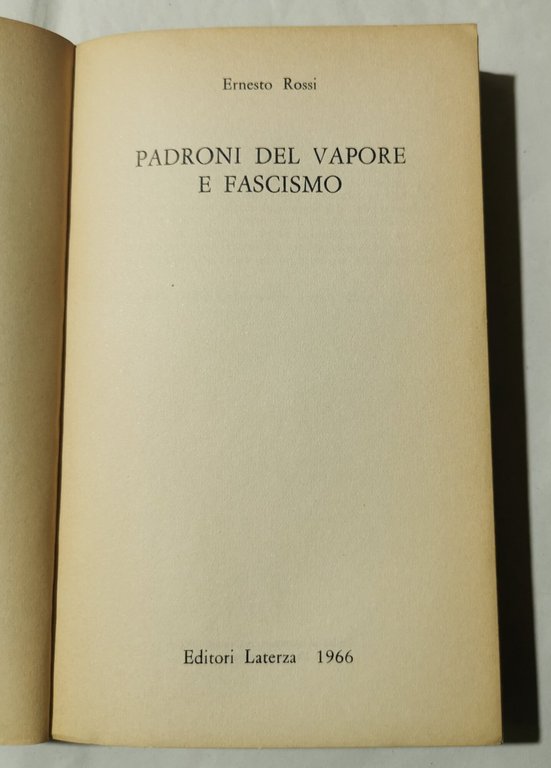 Ernesto Rossi
PADRONI DEL VAPORE
E FASCISMO
Editori Laterza 1966